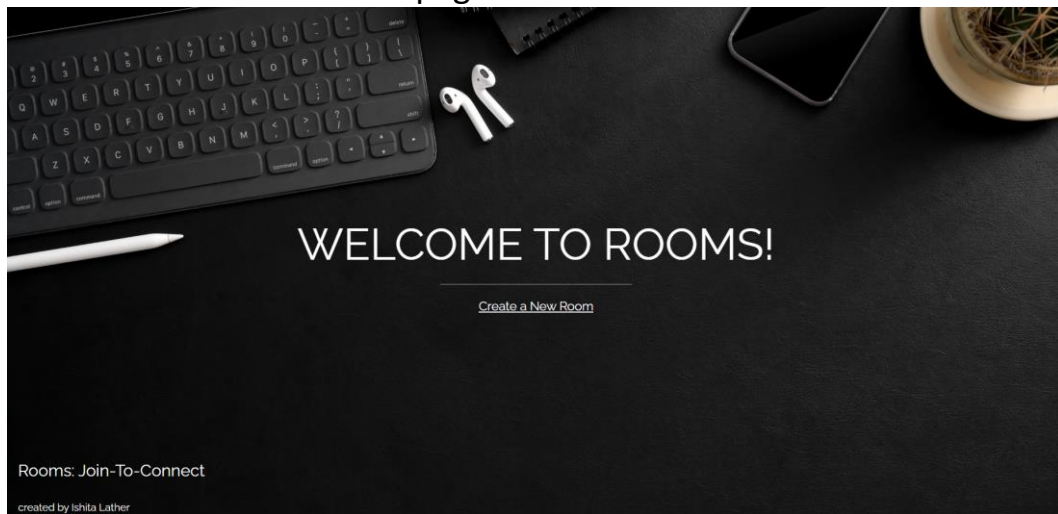 WELCOME TO ROOMS!
Create a New Room
Rooms: Join-To-Connect
created by Ishita Lather